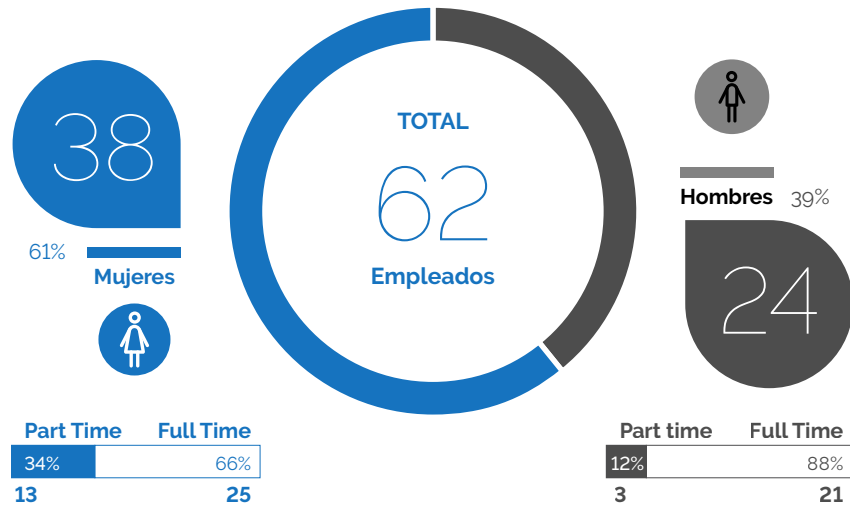 38
61%
Mujeres
TOTAL
62
Empleados
Hombres 39%
24
Part Time Full Time
34% 66%
13 25
Part time Full Time
12% 88%
3 21